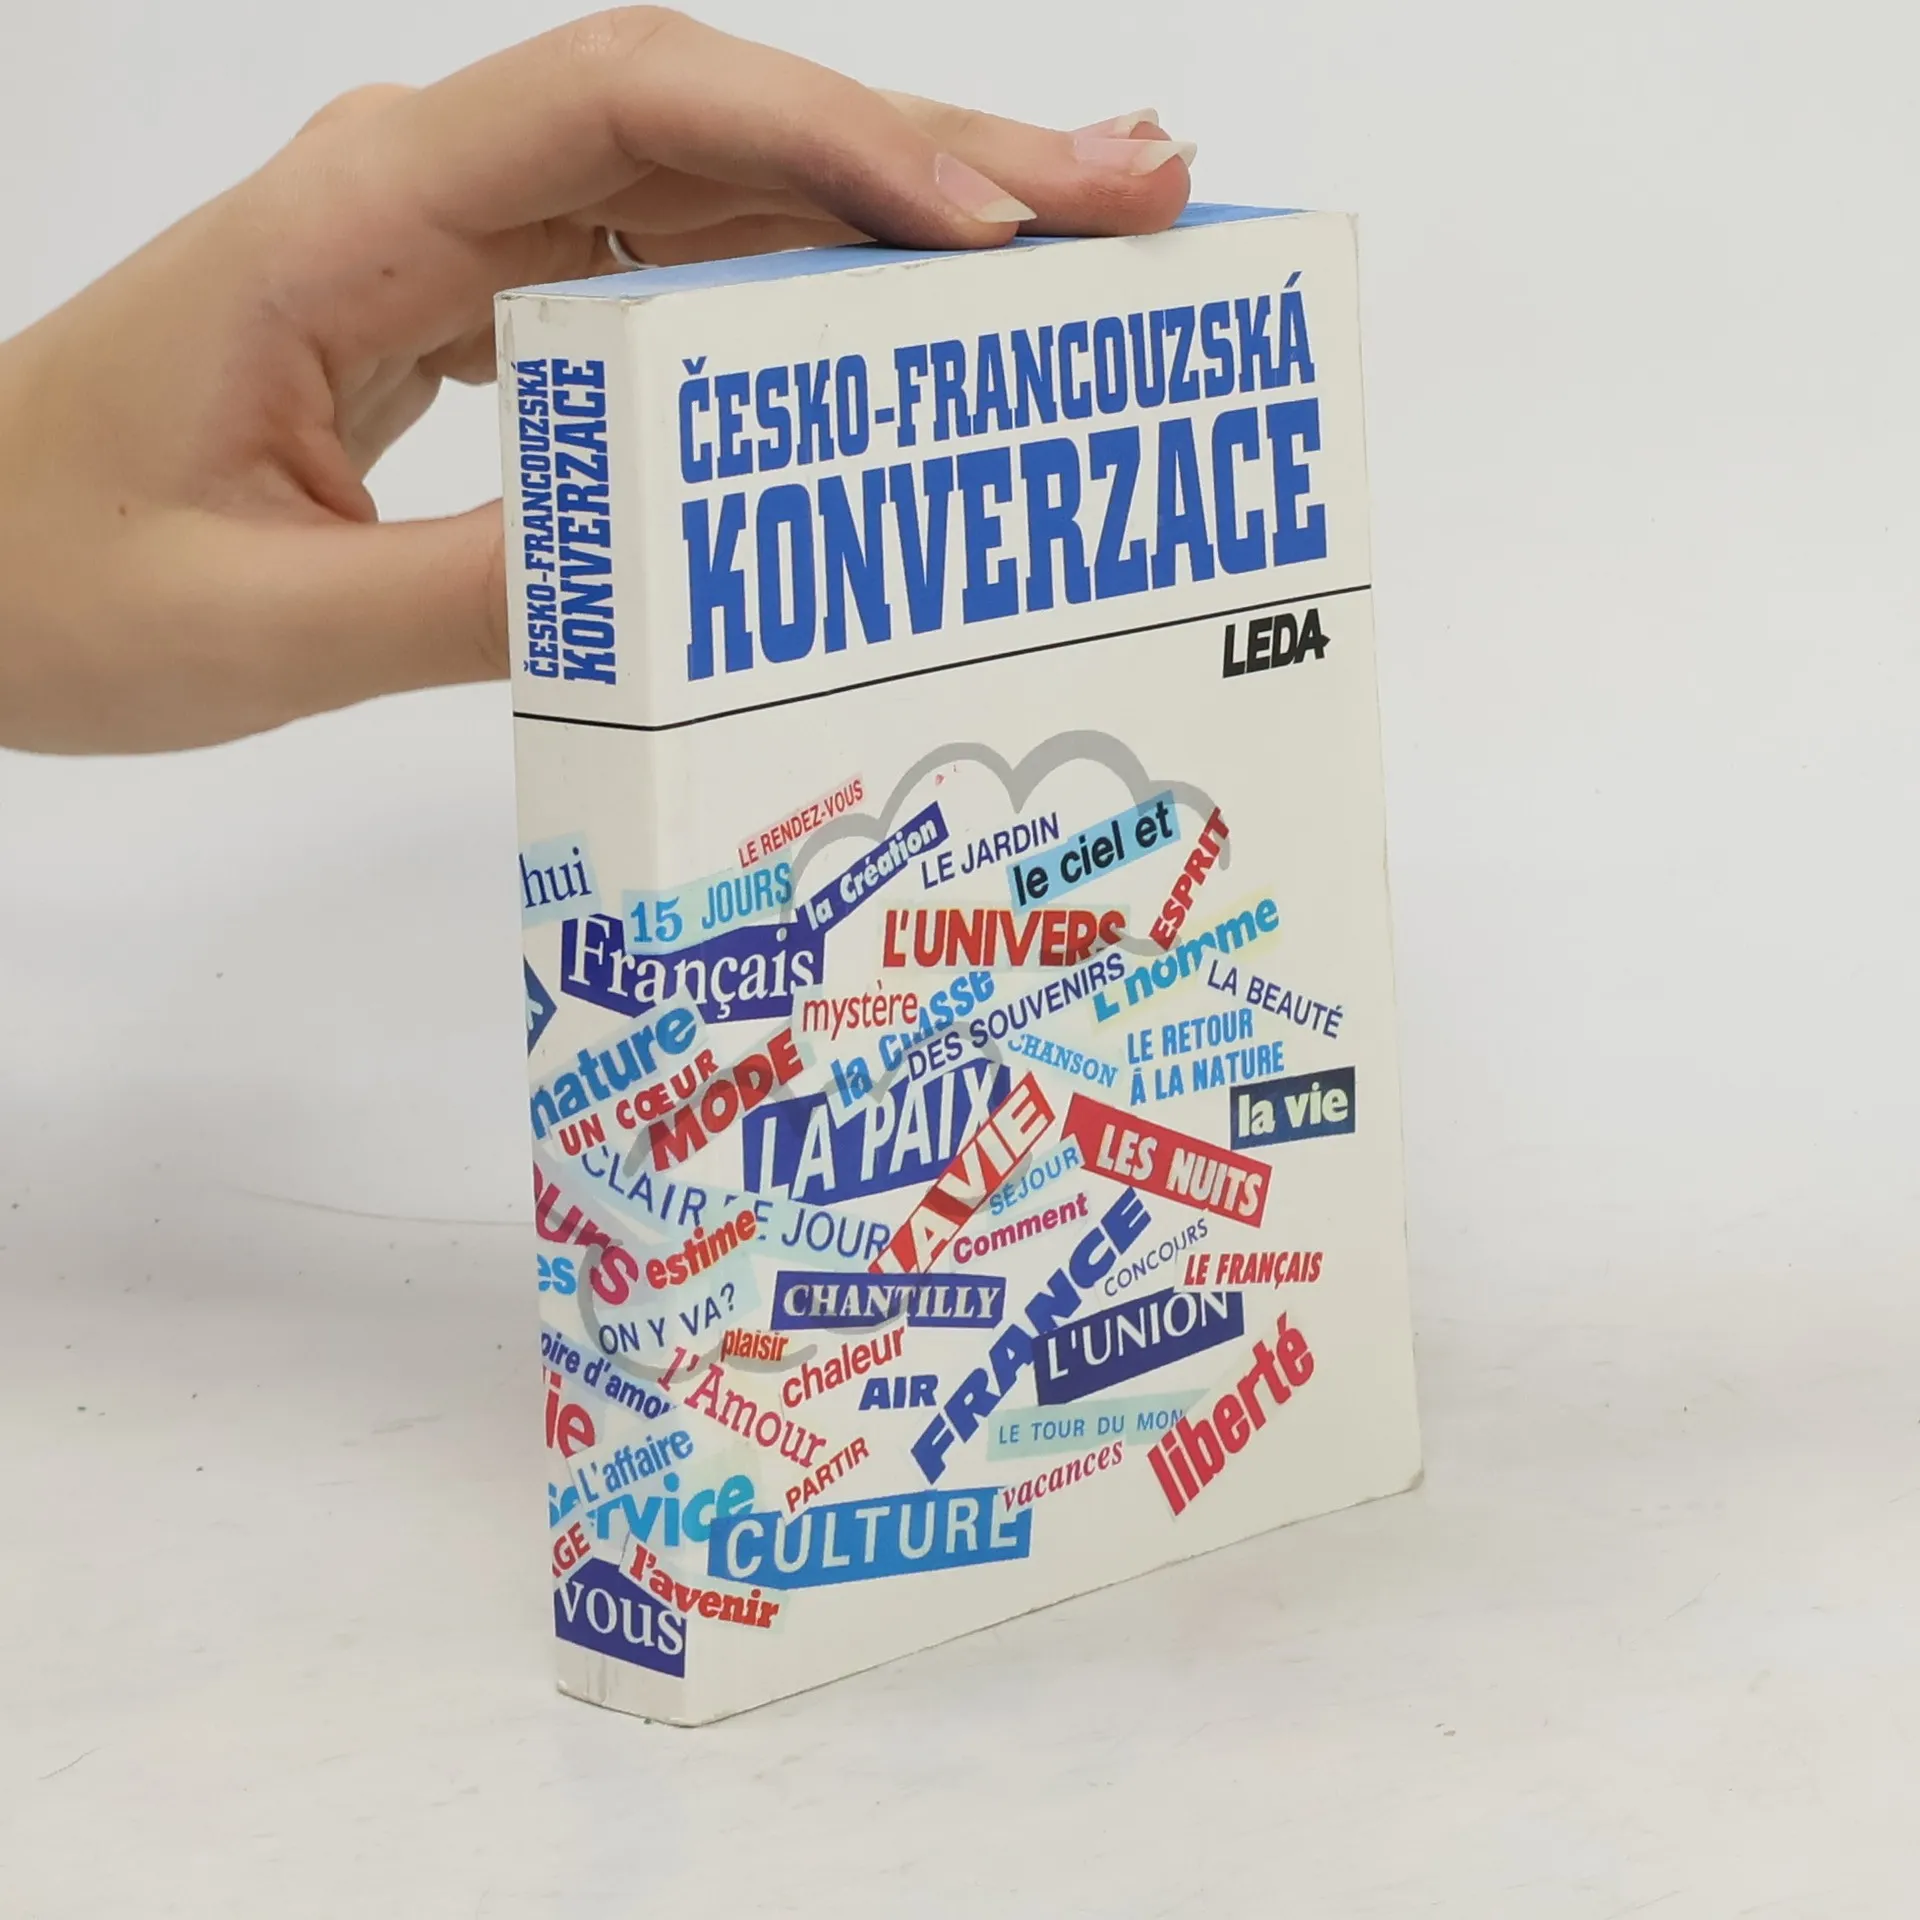 ČESKO-FRANCOUZSKÁ
KONVERZACE
ČESKO-FRANCOUZSKÁ
KONVERZACE
LEDA
LE RENDEZ-VOUS
hui
15 JOURS
la Création
LE JARDIN
le ciel et
ESPRIT
Français
L'UNIVERS
L'homme
mystère
la classe
DES SOUVENIRS
LA BEAUTÉ
nature
UN CŒUR
MODE
CHANSON
LE RETOUR
À LA NATURE
LA PAIX
LA VIE
la vie
LES NUITS
CLAIR DE JOUR
SÉJOUR
Comment
estime
FRANCE
CONCOURS
LE FRANÇAIS
CHANTILLY
ON Y VA?
plaisir
L'UNION
oire d'amou
l'Amour
chaleur
AIR
liberté
ie
L'affaire
PARTIR
LE TOUR DU MON
vacances
service
CULTURE
l'avenir
vous